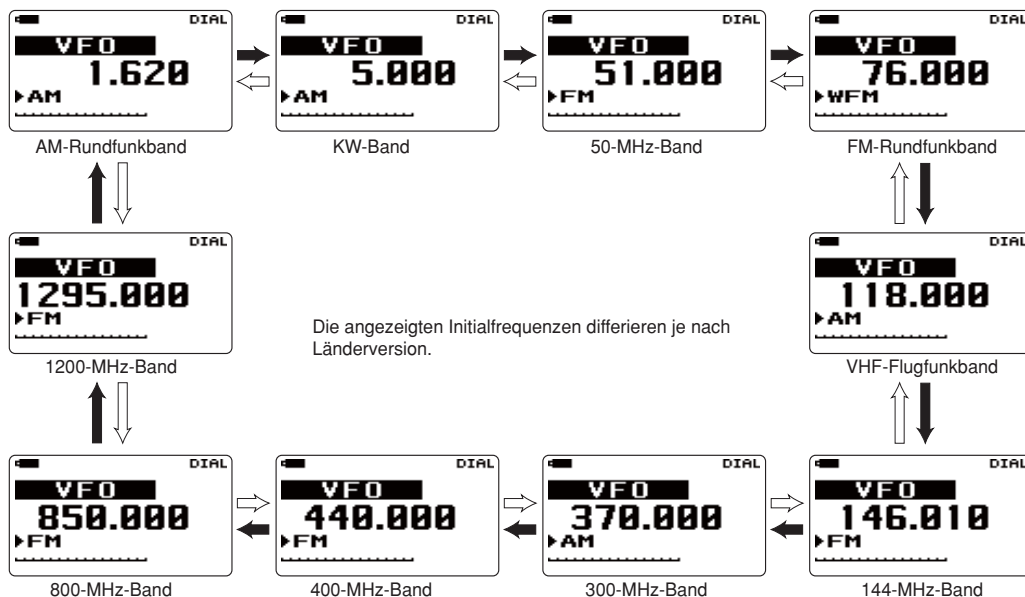 DIAL
VFO
1.620
▶AM
AM-Rundfunkband
DIAL
VFO
5.000
▶AM
KW-Band
DIAL
VFO
51.000
▶FM
50-MHz-Band
DIAL
VFO
76.000
▶WFM
FM-Rundfunkband
DIAL
VFO
1295.000
▶FM
1200-MHz-Band
Die angezeigten Initialfrequenzen differieren je nach
Länderversion.
DIAL
VFO
118.000
▶AM
VHF-Flugfunkband
DIAL
VFO
850.000
▶FM
800-MHz-Band
DIAL
VFO
440.000
▶FM
400-MHz-Band
DIAL
VFO
370.000
▶AM
300-MHz-Band
DIAL
VFO
146.010
▶FM
144-MHz-Band